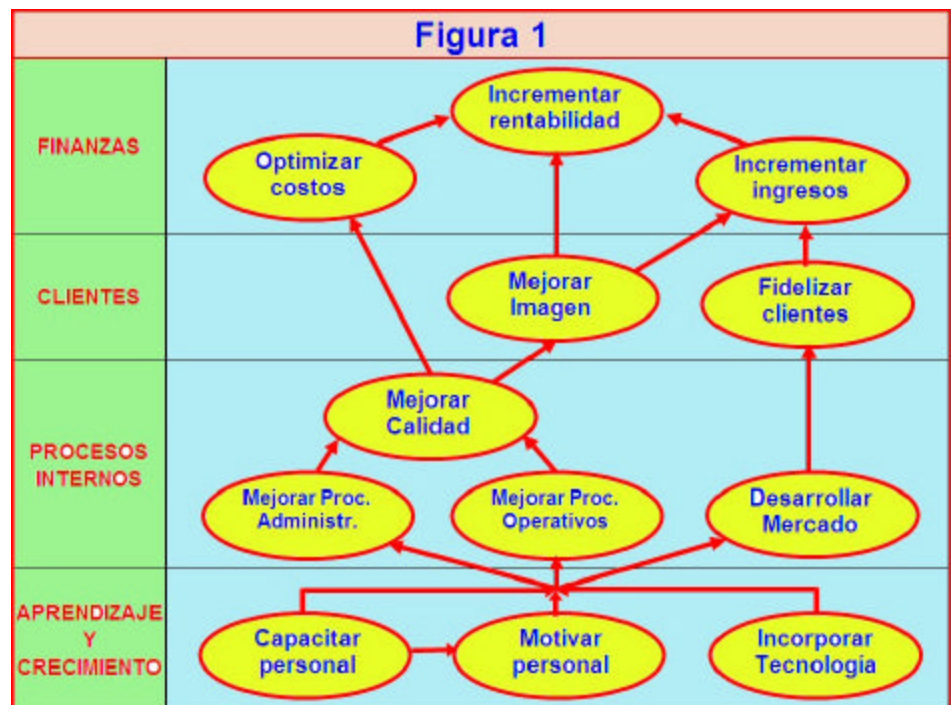 Figura 1
FINANZAS
Incrementar
rentabilidad
Optimizar
costos
Incrementar
ingresos
CLIENTES
Mejorar
Imagen
Fidelizar
clientes
PROCESOS
INTERNOS
Mejorar
Calidad
Mejorar Proc.
Administr.
Mejorar Proc.
Operativos
Desarrollar
Mercado
APRENDIZAJE
Y
CRECIMIENTO
Capacitar
personal
Motivar
personal
Incorporar
Tecnología